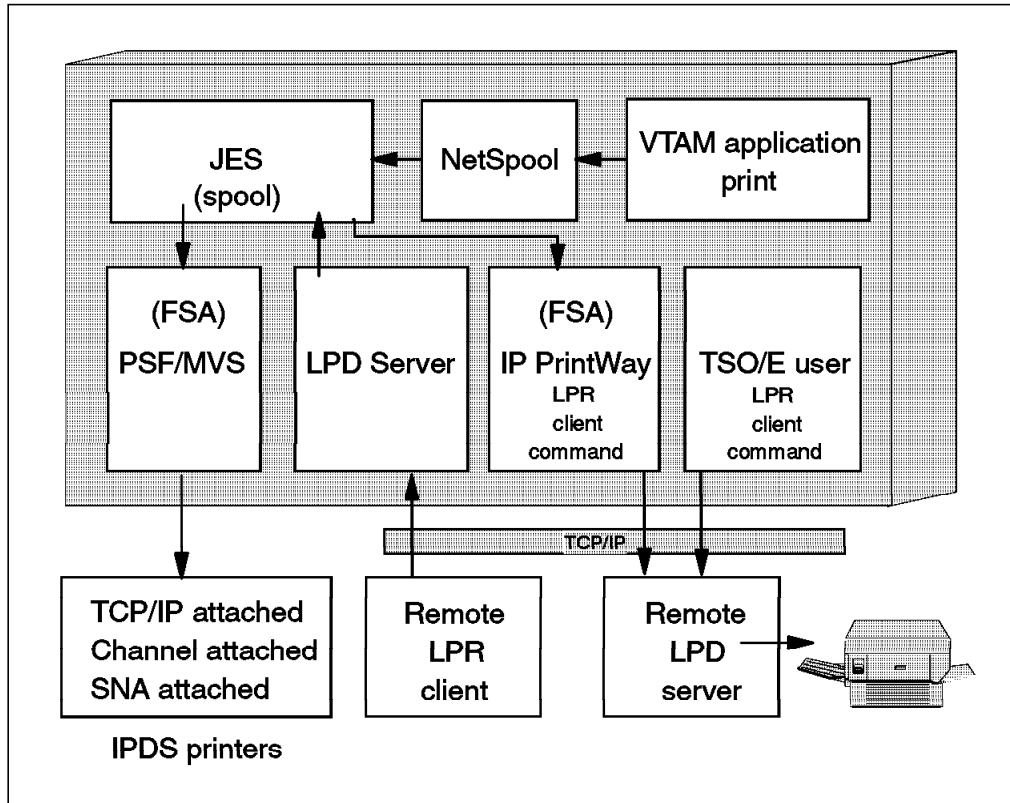 JES
(spool)
NetSpool
VTAM application
print
(FSA)
PSF/MVS
LPD Server
(FSA)
IP PrintWay
LPR
client
command
TSO/E user
LPR
client
command
TCP/IP
TCP/IP attached
Channel attached
SNA attached
IPDS printers
Remote
LPR
client
Remote
LPD
server